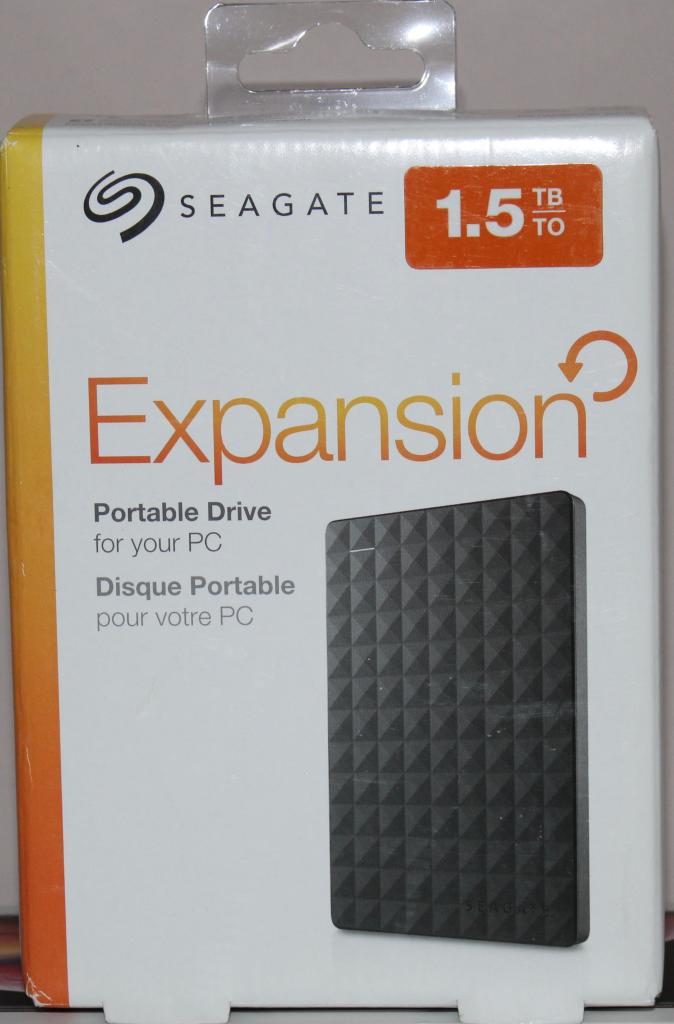 SEAGATE
1.5 TB
TO
Expansion
Portable Drive
for your PC
Disque Portable
pour votre PC
SEAGATE